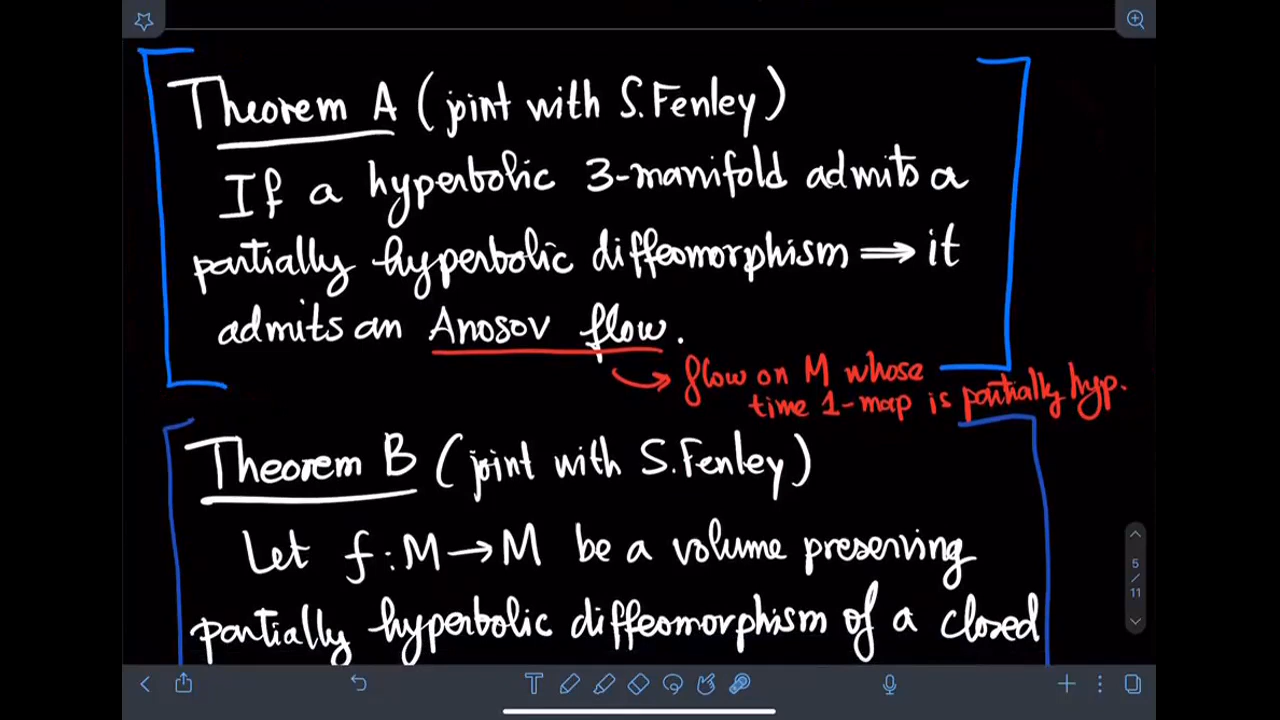 Theorem A (joint with S. Fenley)
If a hyperbolic 3-manifold admits a
partially hyperbolic diffeomorphism ⟹ it
admits an Anosov flow.
flow on M whose
time 1-map is partially hyp.
Theorem B (joint with S. Fenley)
Let f: M → M be a volume preserving
partially hyperbolic diffeomorphism of a closed
5
/
11